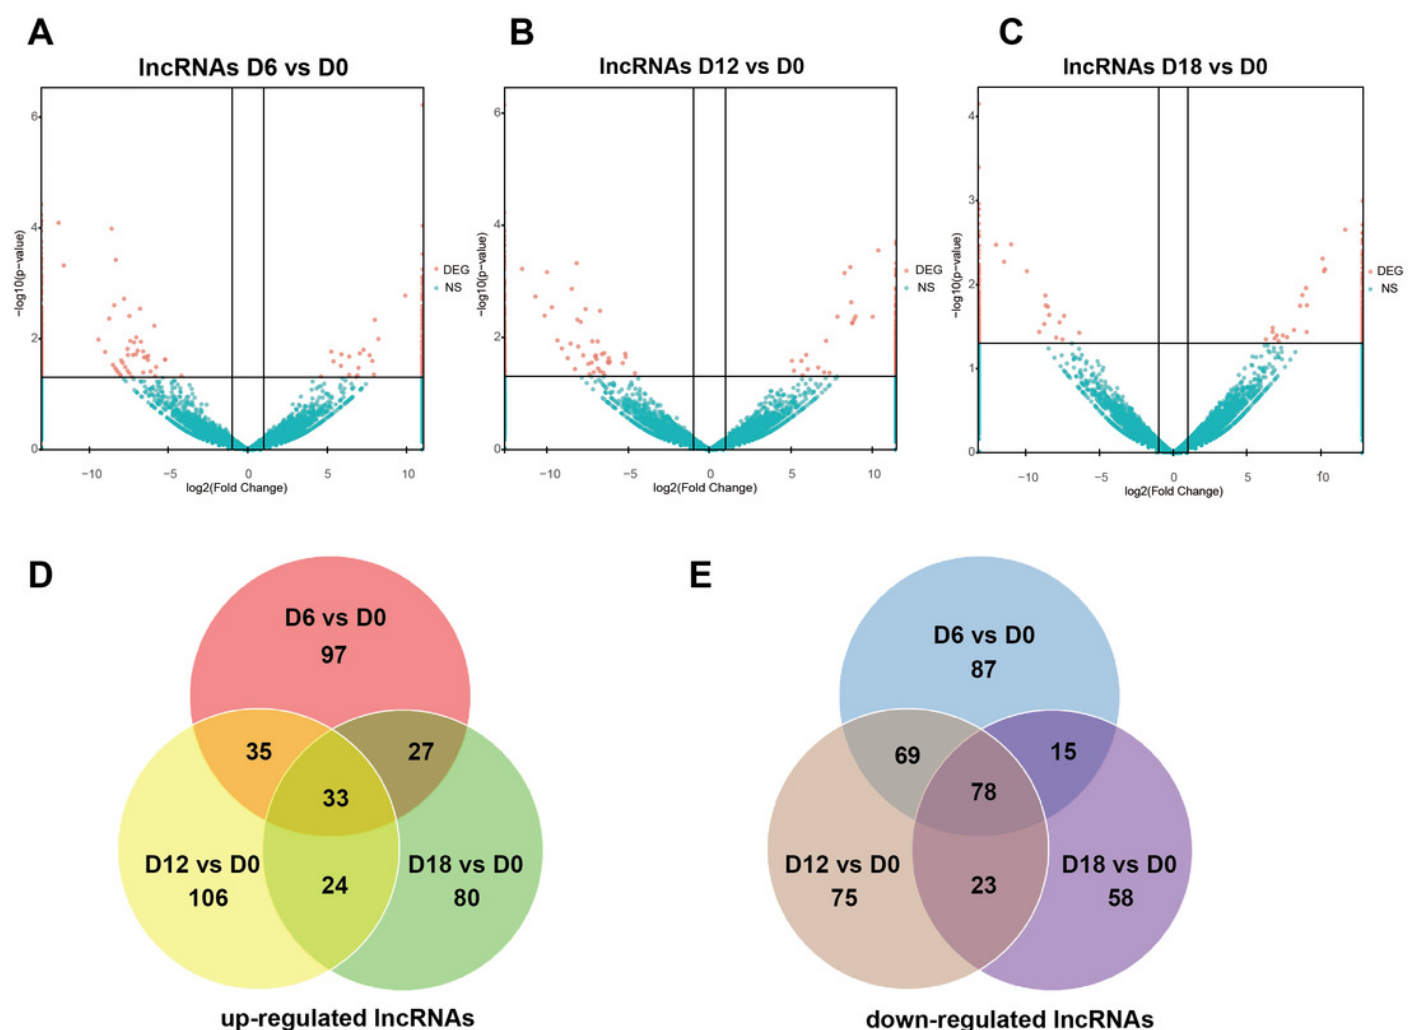 A
B
C
lncRNAs D6 vs D0
lncRNAs D12 vs D0
lncRNAs D18 vs D0
6
4
2
0
−log10(p−value)
−10
−5
0
5
10
log2(Fold Change)
DEG
NS
6
4
2
0
−log10(p−value)
−10
−5
0
5
10
log2(Fold Change)
DEG
NS
4
3
2
1
0
−log10(p−value)
−10
−5
0
5
10
log2(Fold Change)
DEG
NS
D
D6 vs D0
97
35
27
33
D12 vs D0
106
24
D18 vs D0
80
up-regulated lncRNAs
E
D6 vs D0
87
69
15
78
D12 vs D0
75
23
D18 vs D0
58
down-regulated lncRNAs